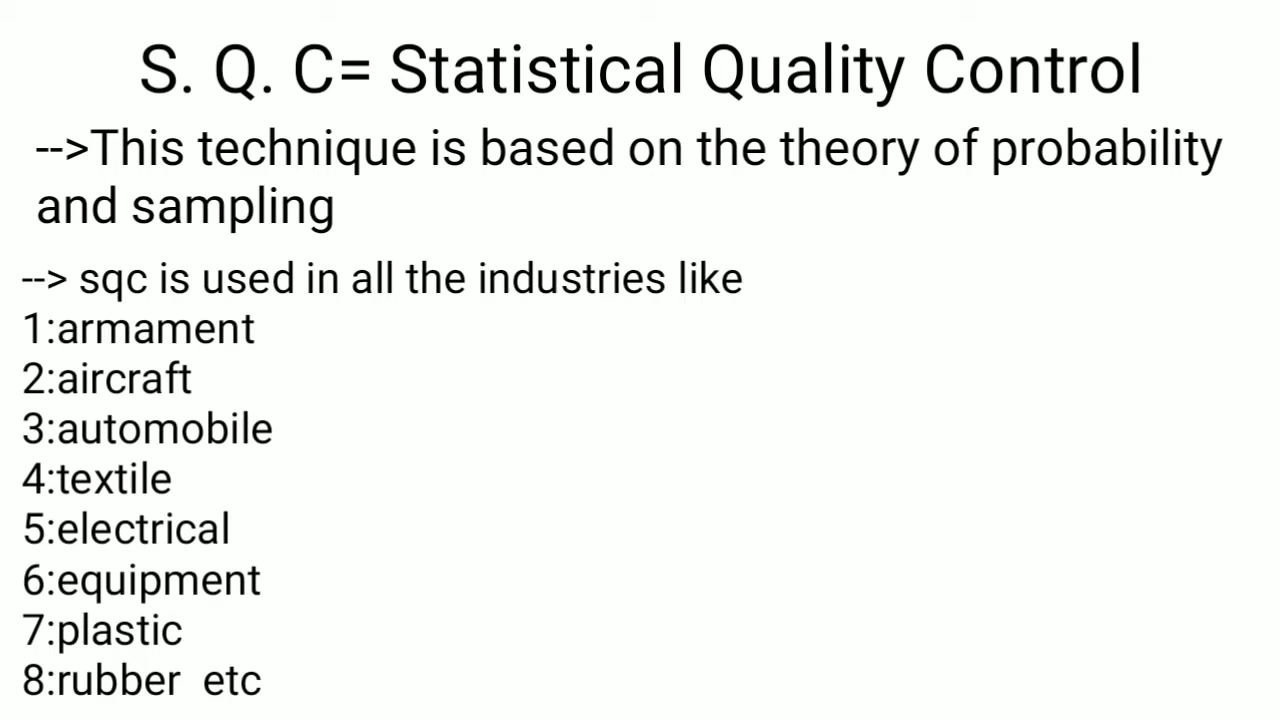 S. Q. C= Statistical Quality Control
-->This technique is based on the theory of probability
and sampling
--> sqc is used in all the industries like
1:armament
2:aircraft
3:automobile
4:textile
5:electrical
6:equipment
7:plastic
8:rubber  etc